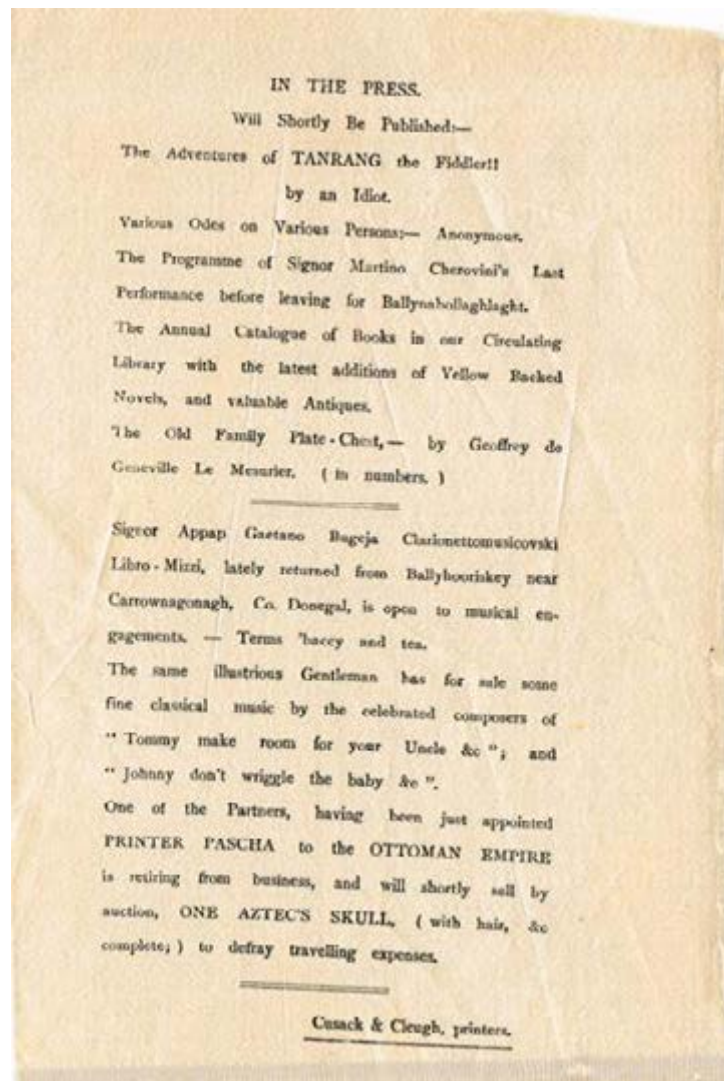 IN THE PRESS.
Will Shortly Be Published:—
The Adventures of TANRANG the Fiddler!!
by an Idiot.
Various Odes on Various Persons;— Anonymous.
The Programme of Signor Martino Cherovini's Last
Performance before leaving for Ballynahollaghlaght.
The Annual Catalogue of Books in our Circulating
Library with the latest additions of Yellow Backed
Novels, and valuable Antiques.
The Old Family Plate-Chest,— by Geoffrey de
Geneville Le Mesurier. ( in numbers. )
Signor Appap Gaetano Bugeja Clarionettomusicovski
Libro-Mizzi, lately returned from Ballyhooriskey near
Carrownagonagh, Co. Donegal, is open to musical en-
gagements. — Terms 'baccy and tea.
The same illustrious Gentleman has for sale some
fine classical music by the celebrated composers of
" Tommy make room for your Uncle &c "; and
" Johnny don't wriggle the baby &c ".
One of the Partners, having been just appointed
PRINTER PASCHA to the OTTOMAN EMPIRE
is retiring from business, and will shortly sell by
auction, ONE AZTEC'S SKULL, ( with hair, &c
complete; ) to defray travelling expenses.
Cusack & Cleugh, printers.